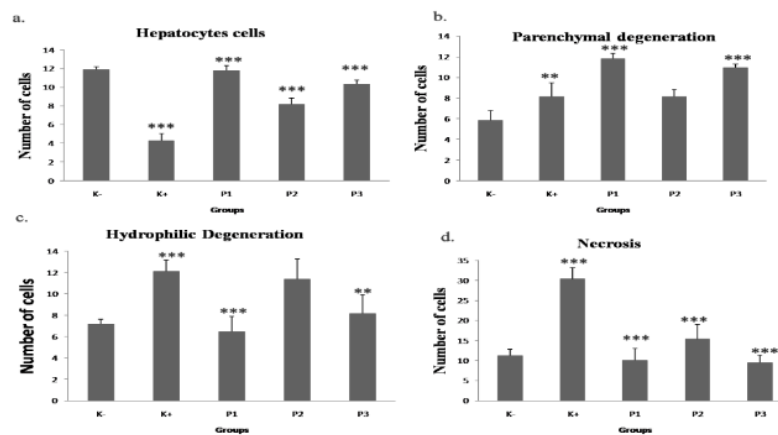 a.
Hepatocytes cells
Number of cells
14
12
10
8
6
4
2
0
***
***
***
***
K-
K+
P1
P2
P3
Groups
b.
Parenchymal degeneration
Number of cells
14
12
10
8
6
4
2
0
**
***
***
K-
K+
P1
P2
P3
Groups
c.
Hydrophilic Degeneration
Number of cells
14
12
10
8
6
4
2
0
***
***
**
K-
K+
P1
P2
P3
Groups
d.
Necrosis
Number of cells
35
30
25
20
15
10
5
0
***
***
***
***
K-
K+
P1
P2
P3
Groups